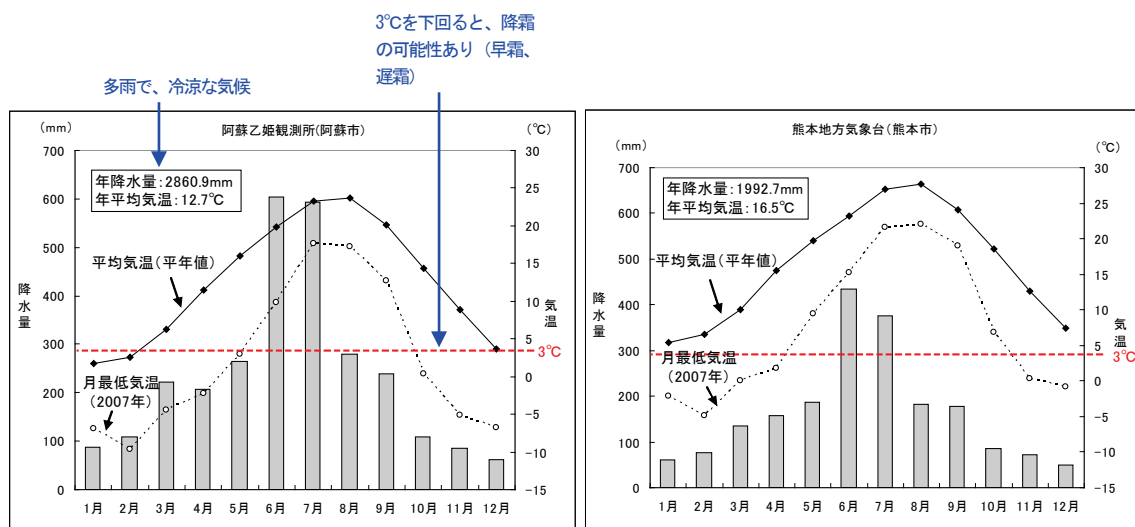 3℃を下回ると、降霜
の可能性あり（早霜、
遅霜）
多雨で、冷涼な気候
(mm)
阿蘇乙姫観測所(阿蘇市)
(℃)
年降水量:2860.9mm
年平均気温:12.7℃
平均気温(平年値)
月最低気温
(2007年)
降水量
気温
3℃
700
600
500
400
300
200
100
0
30
25
20
15
10
5
0
-5
-10
-15
1月 2月 3月 4月 5月 6月 7月 8月 9月 10月 11月 12月
(mm)
熊本地方気象台(熊本市)
(℃)
年降水量:1992.7mm
年平均気温:16.5℃
平均気温(平年値)
月最低気温
(2007年)
降水量
気温
3℃
700
600
500
400
300
200
100
0
30
25
20
15
10
5
0
-5
-10
-15
1月 2月 3月 4月 5月 6月 7月 8月 9月 10月 11月 12月